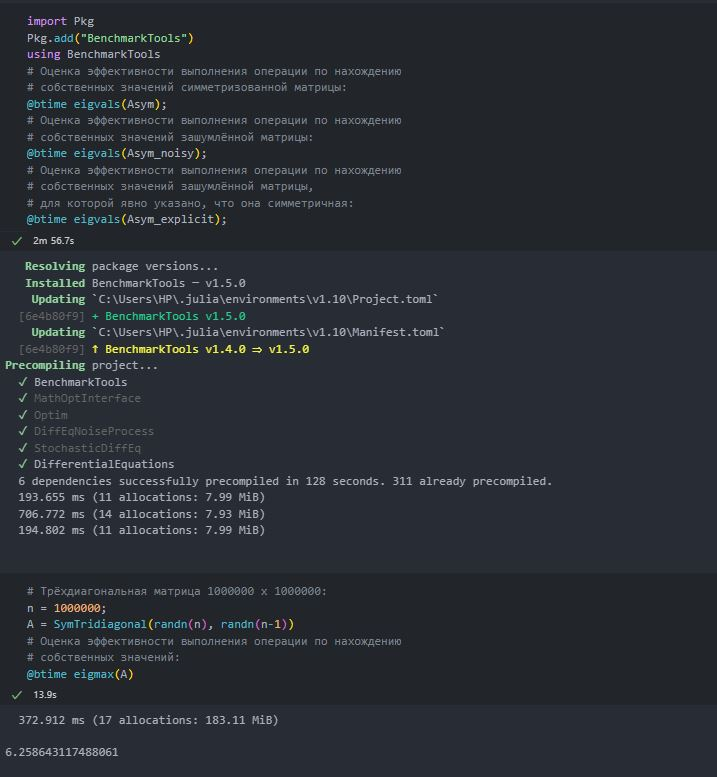 import Pkg
Pkg.add("BenchmarkTools")
using BenchmarkTools
# Оценка эффективности выполнения операции по нахождению
# собственных значений симметризованной матрицы:
@btime eigvals(Asym);
# Оценка эффективности выполнения операции по нахождению
# собственных значений зашумлённой матрицы:
@btime eigvals(Asym_noisy);
# Оценка эффективности выполнения операции по нахождению
# собственных значений зашумлённой матрицы,
# для которой явно указано, что она симметричная:
@btime eigvals(Asym_explicit);
✓ 2m 56.7s
Resolving package versions...
Installed BenchmarkTools ─ v1.5.0
Updating `C:\Users\HP\.julia\environments\v1.10\Project.toml`
[6e4b80f9] + BenchmarkTools v1.5.0
Updating `C:\Users\HP\.julia\environments\v1.10\Manifest.toml`
[6e4b80f9] ↑ BenchmarkTools v1.4.0 ⇒ v1.5.0
Precompiling project...
✓ BenchmarkTools
✓ MathOptInterface
✓ Optim
✓ DiffEqNoiseProcess
✓ StochasticDiffEq
✓ DifferentialEquations
6 dependencies successfully precompiled in 128 seconds. 311 already precompiled.
193.655 ms (11 allocations: 7.99 MiB)
706.772 ms (14 allocations: 7.93 MiB)
194.802 ms (11 allocations: 7.99 MiB)
# Трёхдиагональная матрица 1000000 x 1000000:
n = 1000000;
A = SymTridiagonal(randn(n), randn(n-1))
# Оценка эффективности выполнения операции по нахождению
# собственных значений:
@btime eigmax(A)
✓ 13.9s
372.912 ms (17 allocations: 183.11 MiB)
6.258643117488061